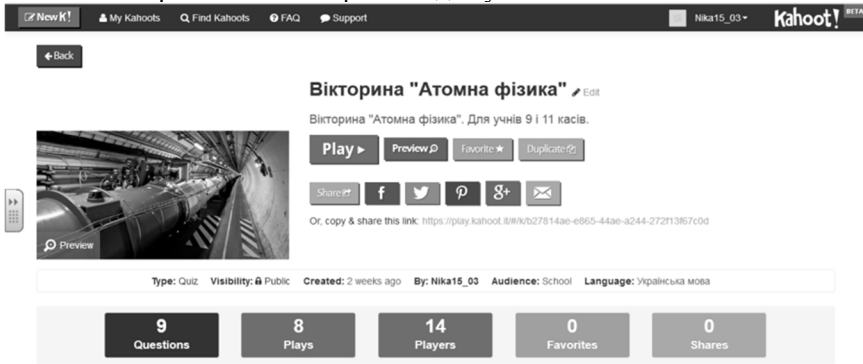 New K! My Kahoots Find Kahoots FAQ Support Nika15_03 Kahoot! BETA
Back
Вікторина "Атомна фізика" Edit
Вікторина "Атомна фізика". Для учнів 9 і 11 касів.
Play Preview Favorite Duplicate
Share f 8+
Or, copy & share this link: https://play.kahoot.it/#/k/b27814ae-e865-44ae-a244-272f13f67c0d
Preview
Type: Quiz Visibility: Public Created: 2 weeks ago By: Nika15_03 Audience: School Language: Українська мова
9 8 14 0 0
Questions Plays Players Favorites Shares